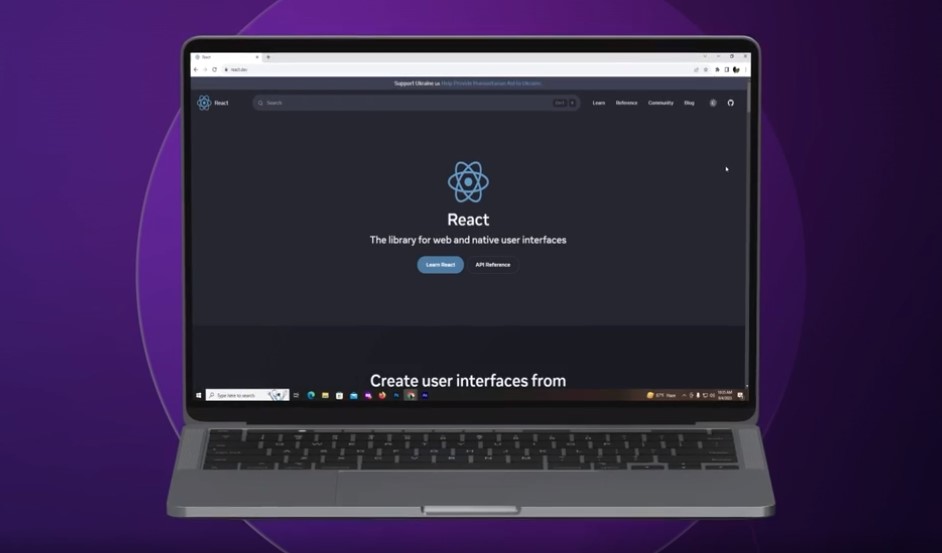 React
react.dev
Support Ukraine Help Provide Humanitarian Aid to Ukraine.
React
Search
Learn
Reference
Community
Blog
React
The library for web and native user interfaces
Learn React
API Reference
Create user interfaces from
Type here to search